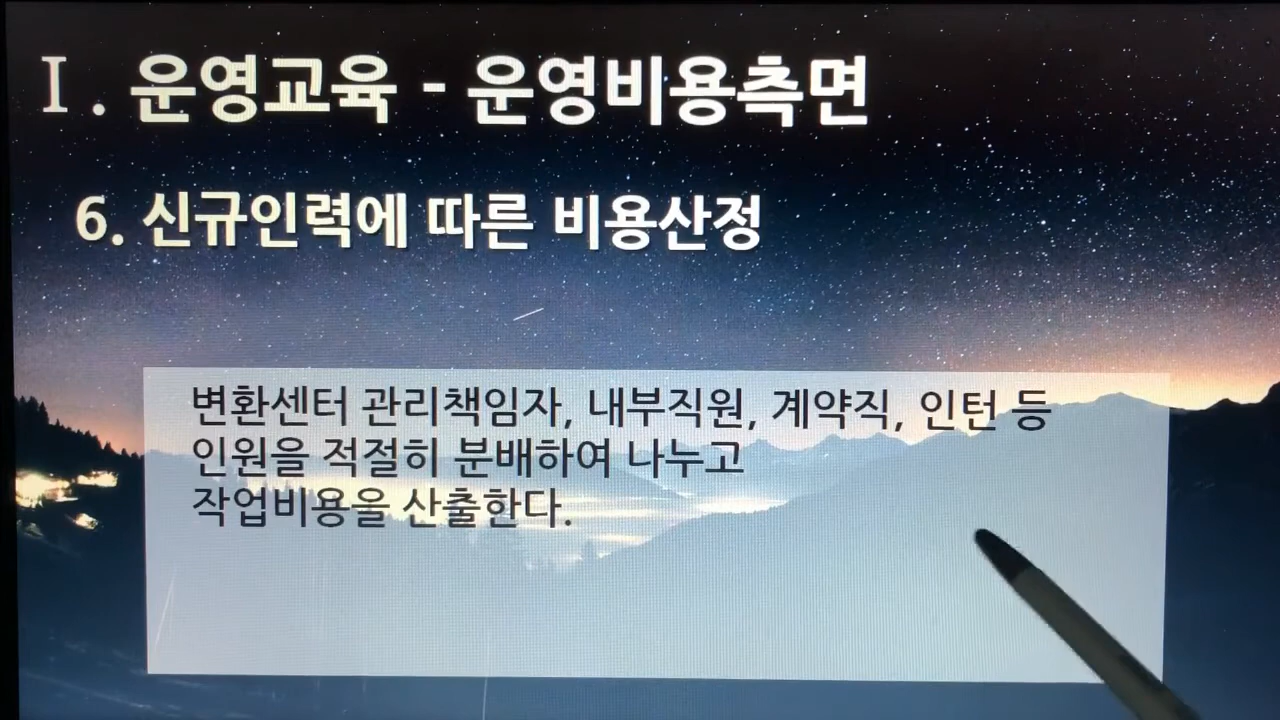 Ⅰ. 운영교육 - 운영비용측면
6. 신규인력에 따른 비용산정
변환센터 관리책임자, 내부직원, 계약직, 인턴 등
인원을 적절히 분배하여 나누고
작업비용울 산출한다.